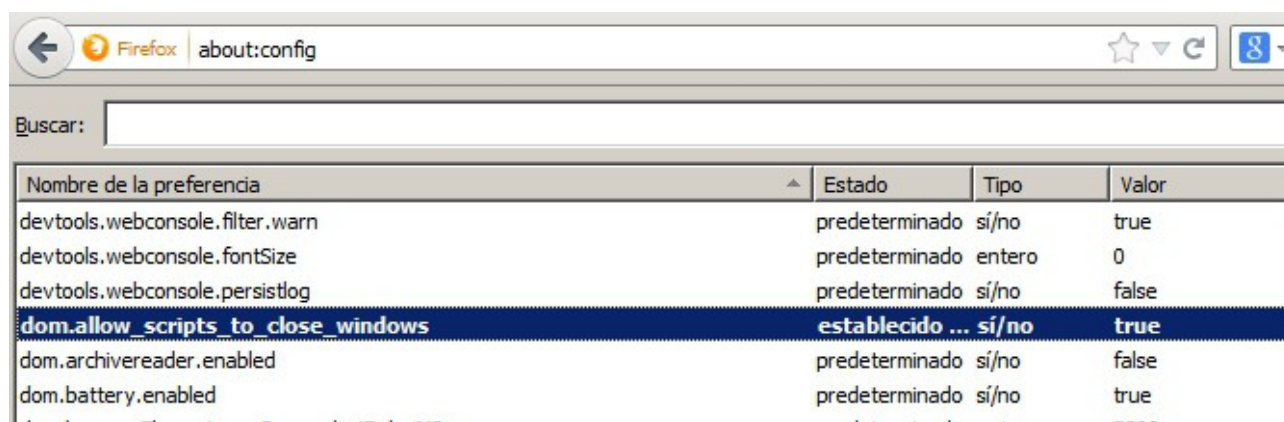 Firefox about:config
Buscar:
Nombre de la preferencia Estado Tipo Valor
devtools.webconsole.filter.warn predeterminado sí/no true
devtools.webconsole.fontSize predeterminado entero 0
devtools.webconsole.persistlog predeterminado sí/no false
dom.allow_scripts_to_close_windows establecido ... sí/no true
dom.archivereader.enabled predeterminado sí/no false
dom.battery.enabled predeterminado sí/no true